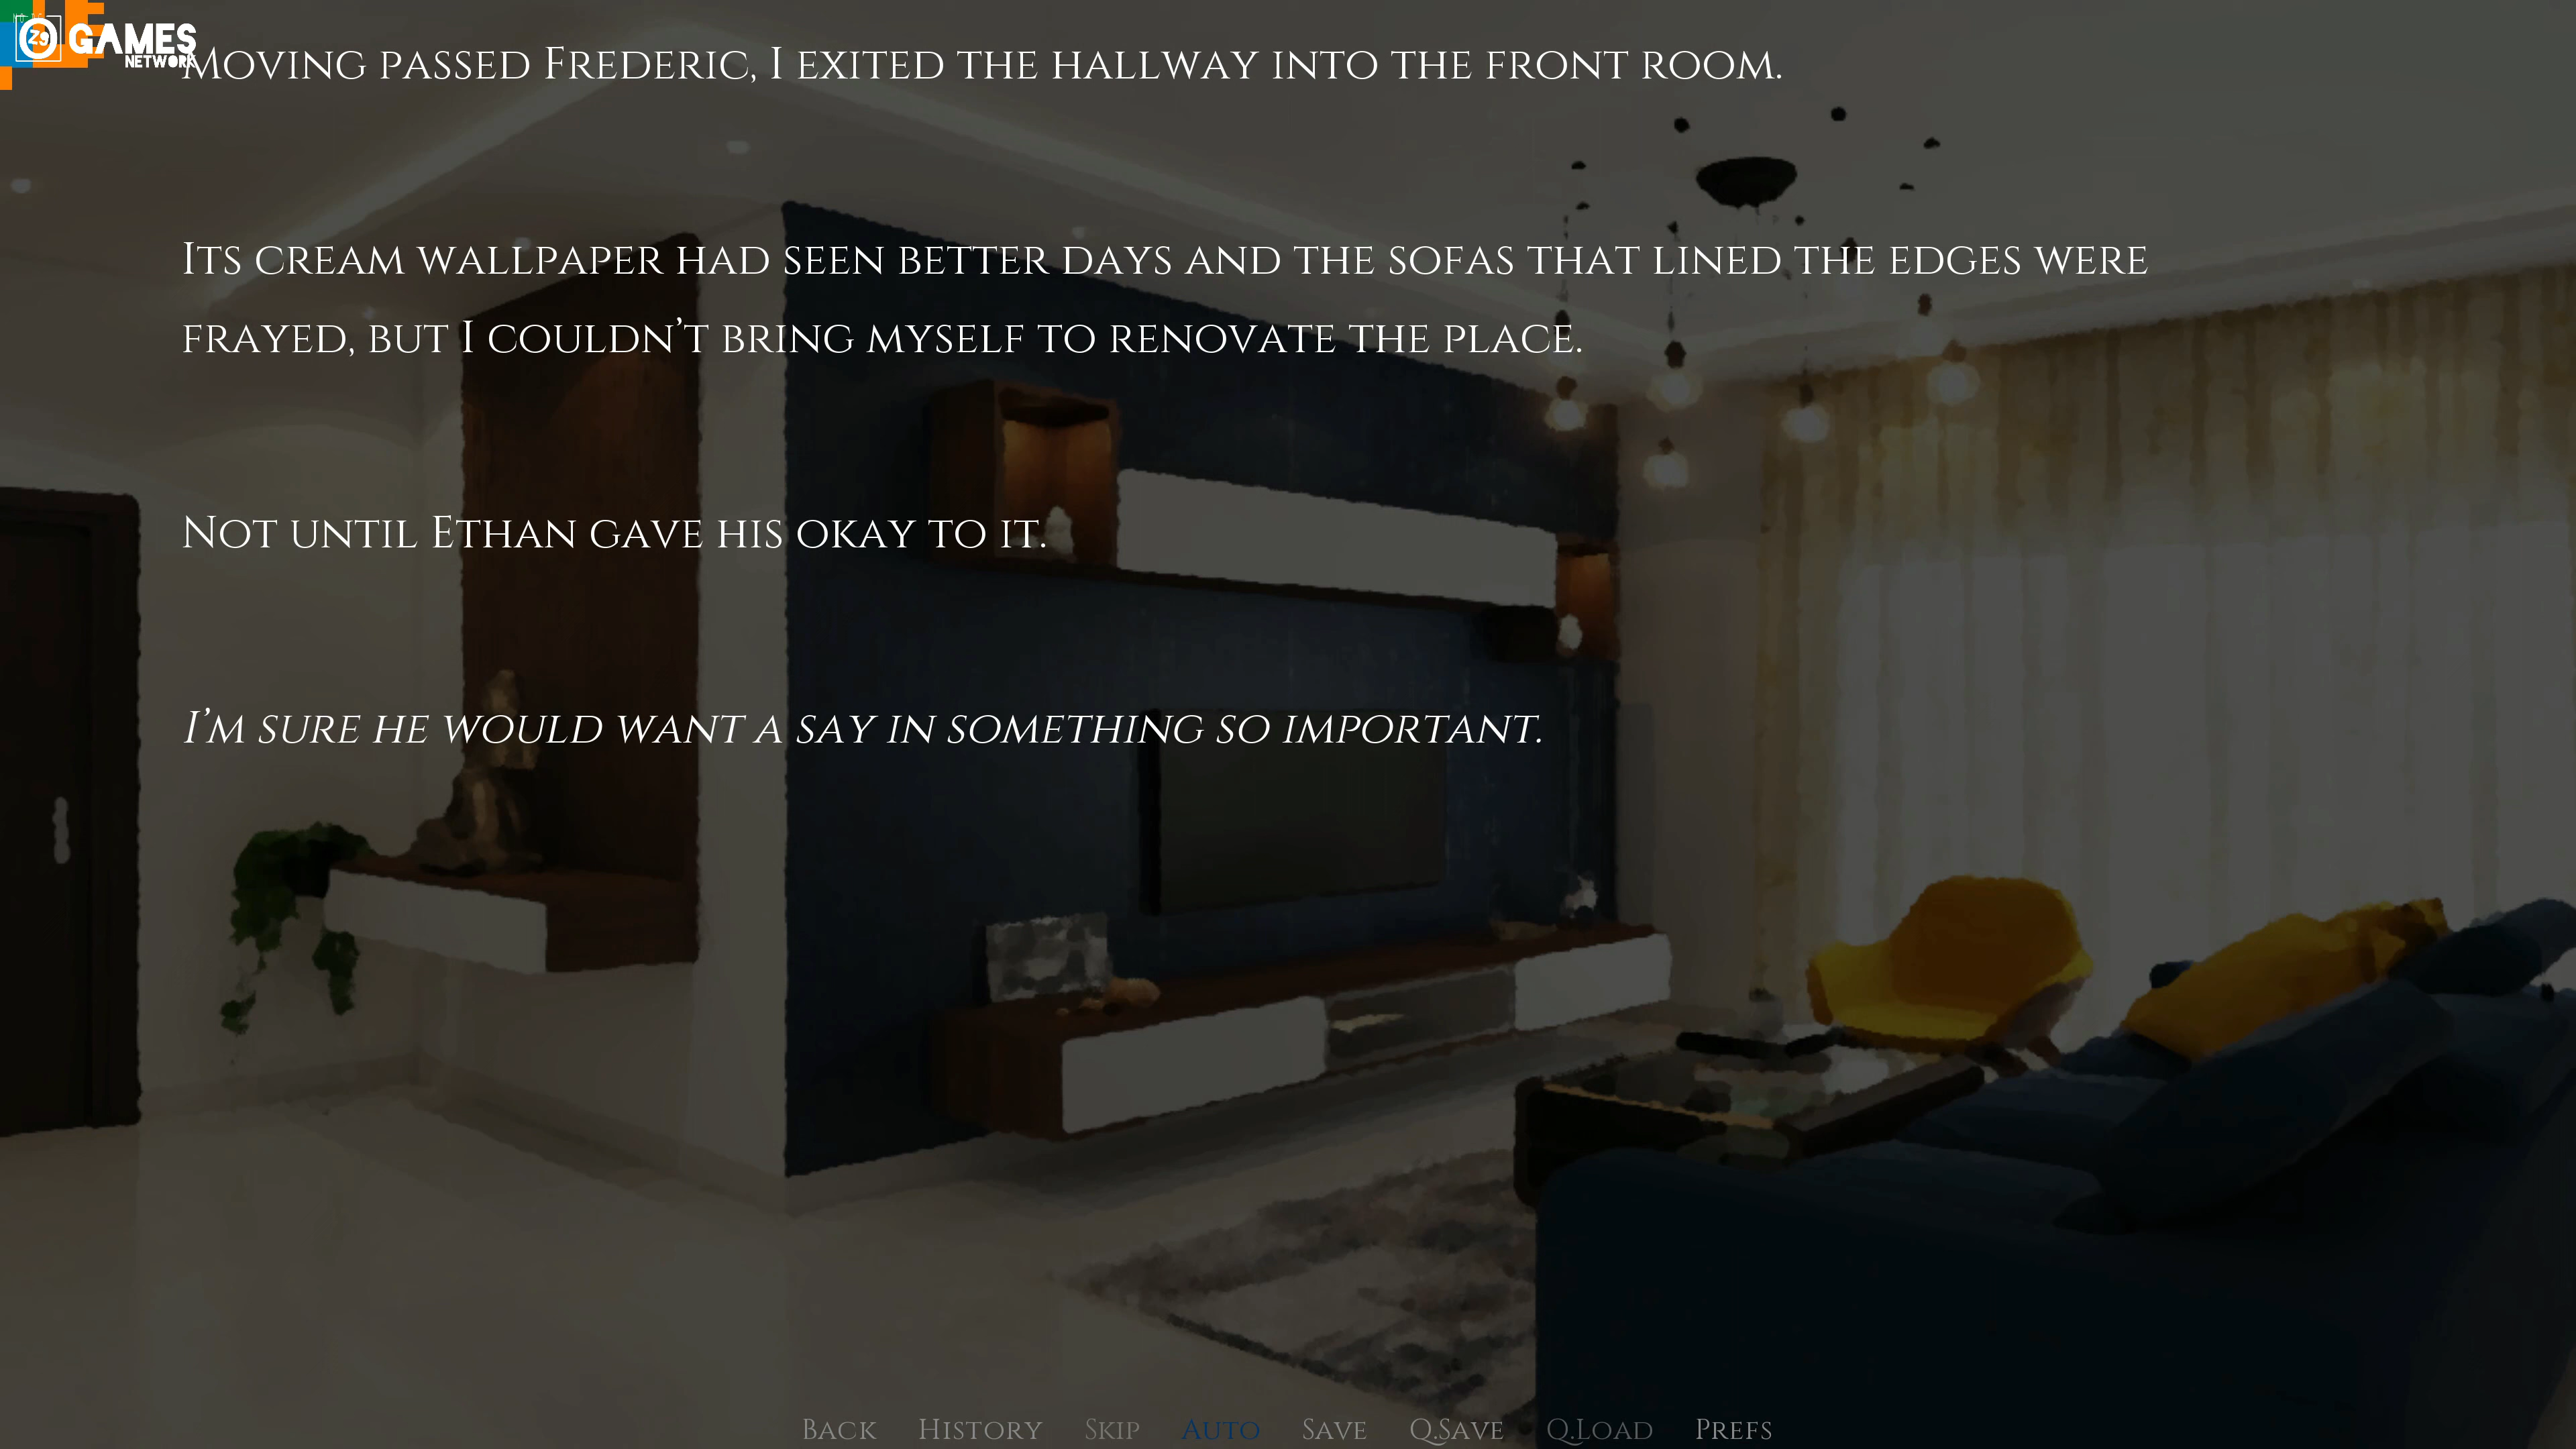 Z9 GAMES
NETWORK
Moving passed Frederic, I exited the hallway into the front room.
Its cream wallpaper had seen better days and the sofas that lined the edges were
frayed, but I couldn’t bring myself to renovate the place.
Not until Ethan gave his okay to it.
I’m sure he would want a say in something so important.
Back History Skip Auto Save Q.Save Q.Load Prefs